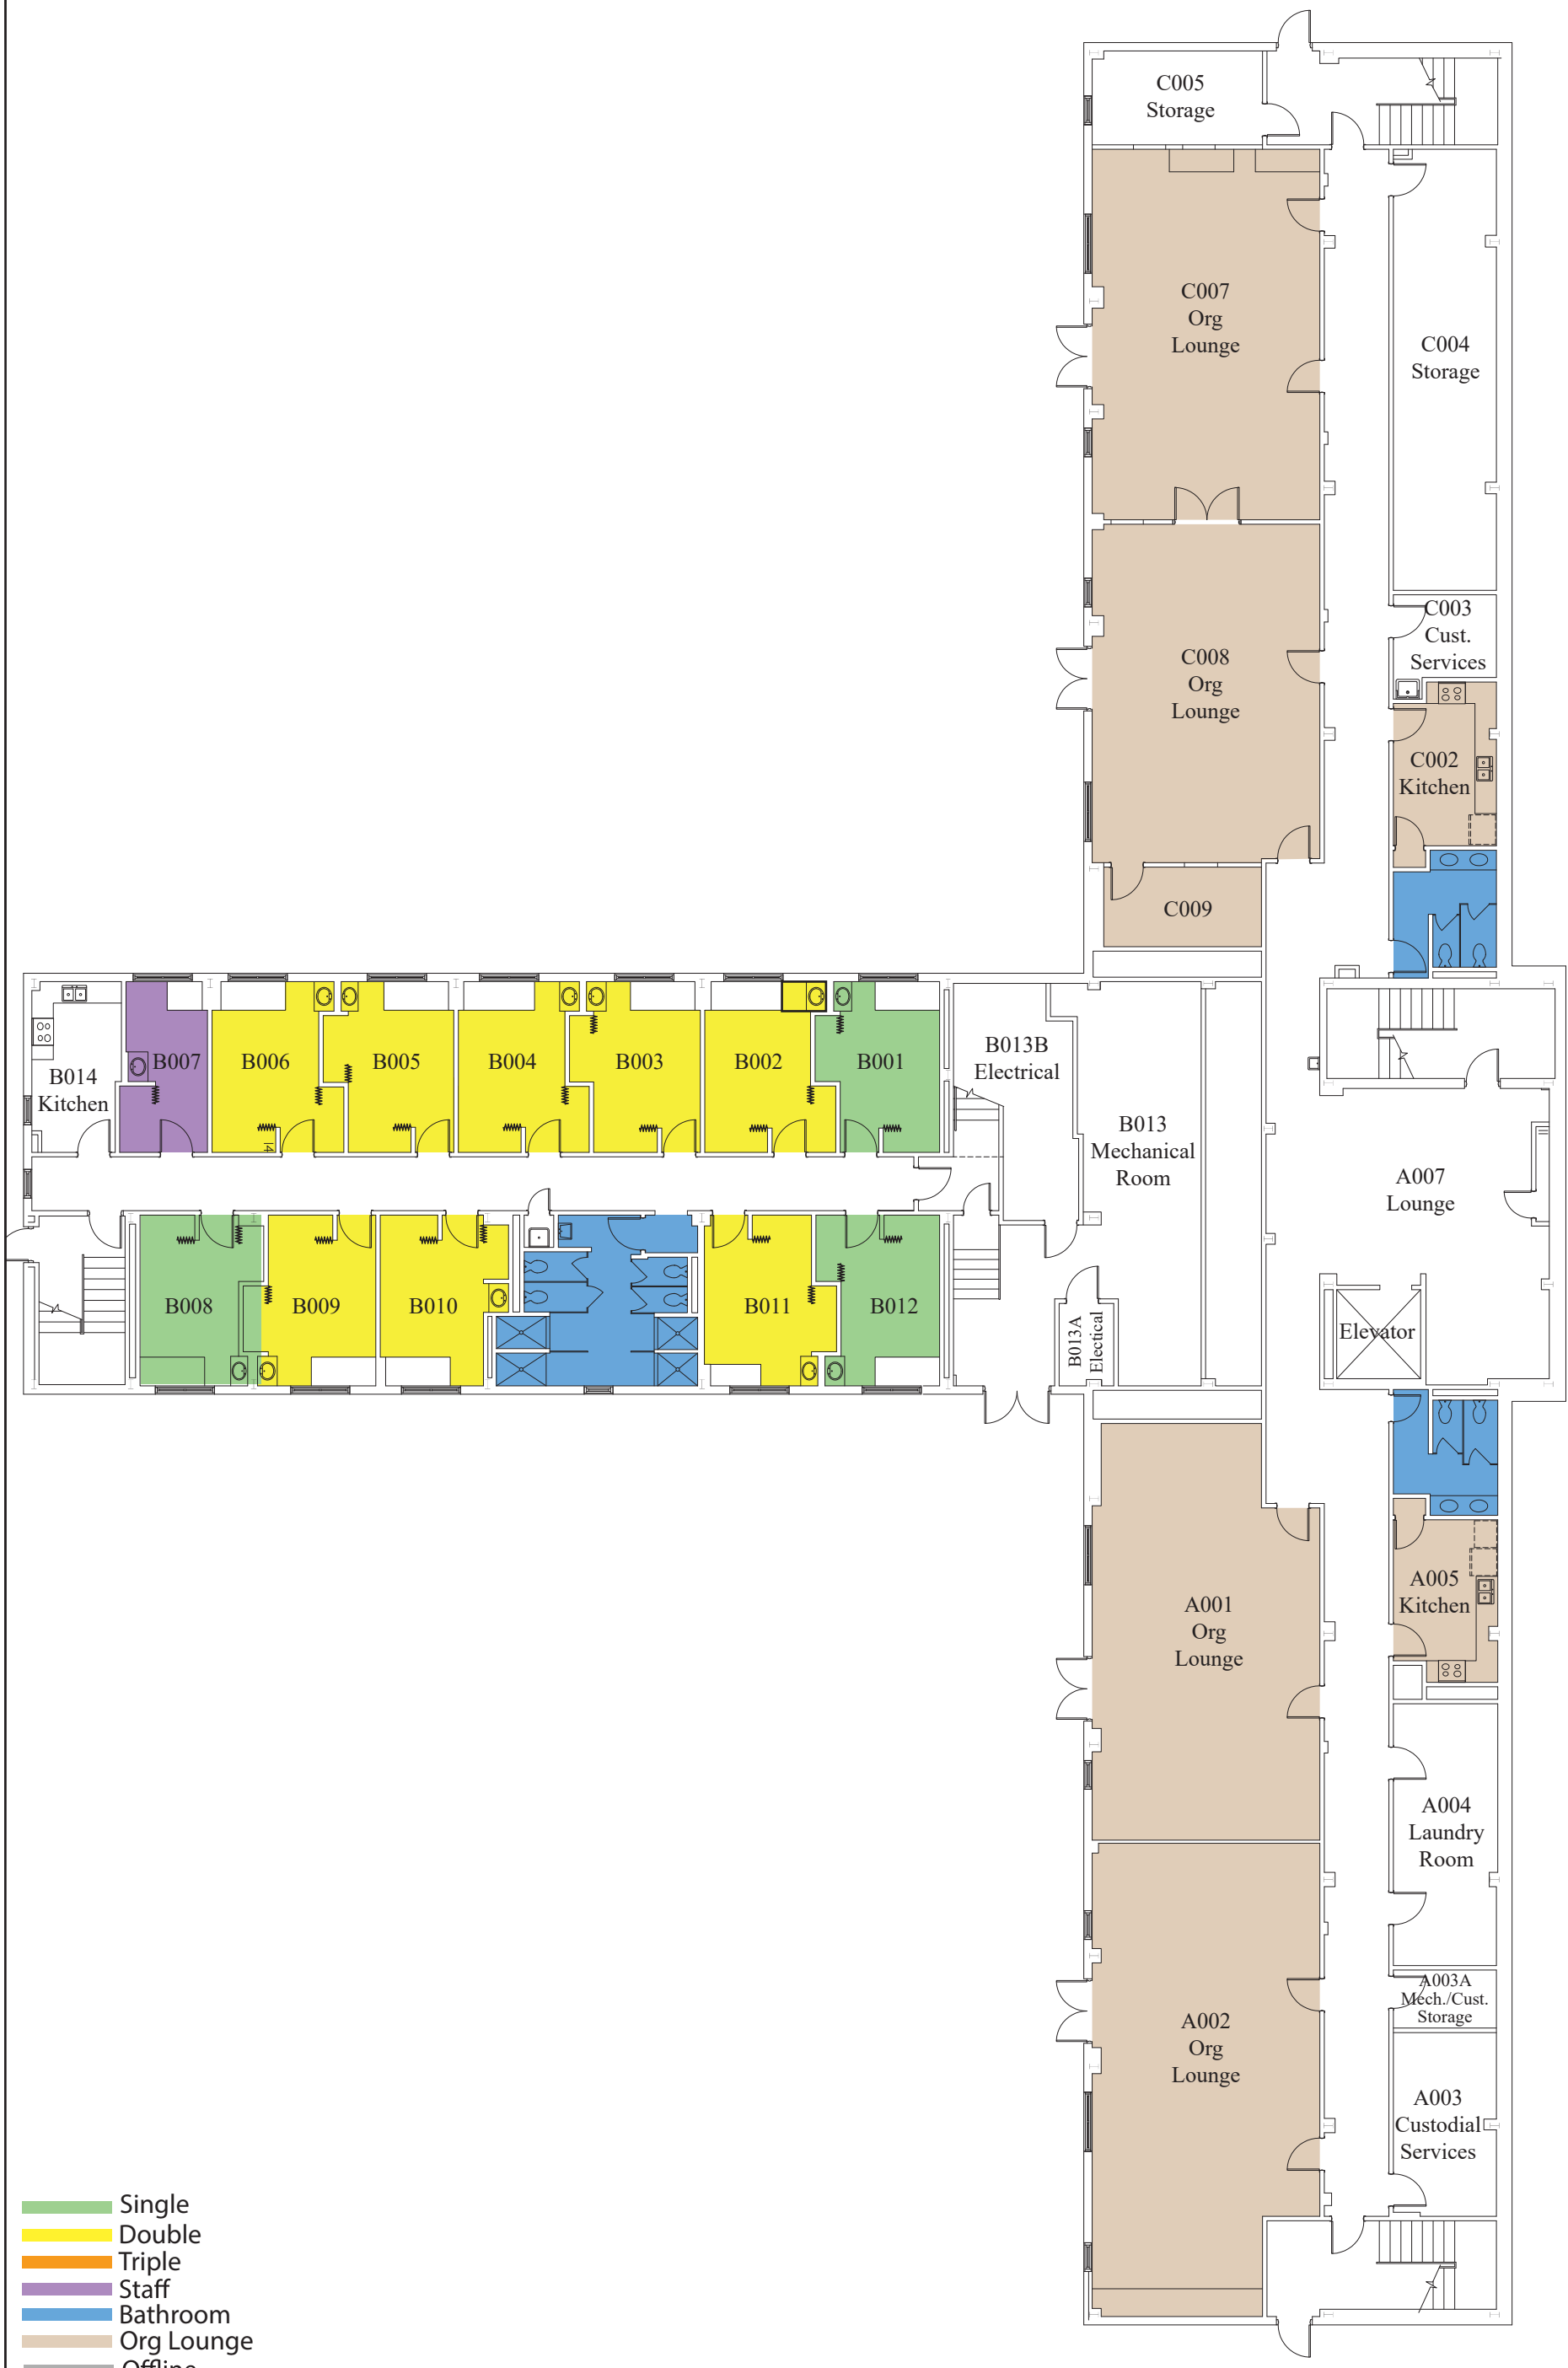 C005
Storage
C007
Org
Lounge
C004
Storage
C003
Cust.
Services
C008
Org
Lounge
C002
Kitchen
C009
B014
Kitchen
B007
B006
B005
B004
B003
B002
B001
B013B
Electrical
B013
Mechanical
Room
A007
Lounge
B008
B009
B010
B011
B012
B013A
Electical
Elevator
A001
Org
Lounge
A005
Kitchen
A004
Laundry
Room
A003A
Mech./Cust.
Storage
A002
Org
Lounge
A003
Custodial
Services
Single
Double
Triple
Staff
Bathroom
Org Lounge
Offline